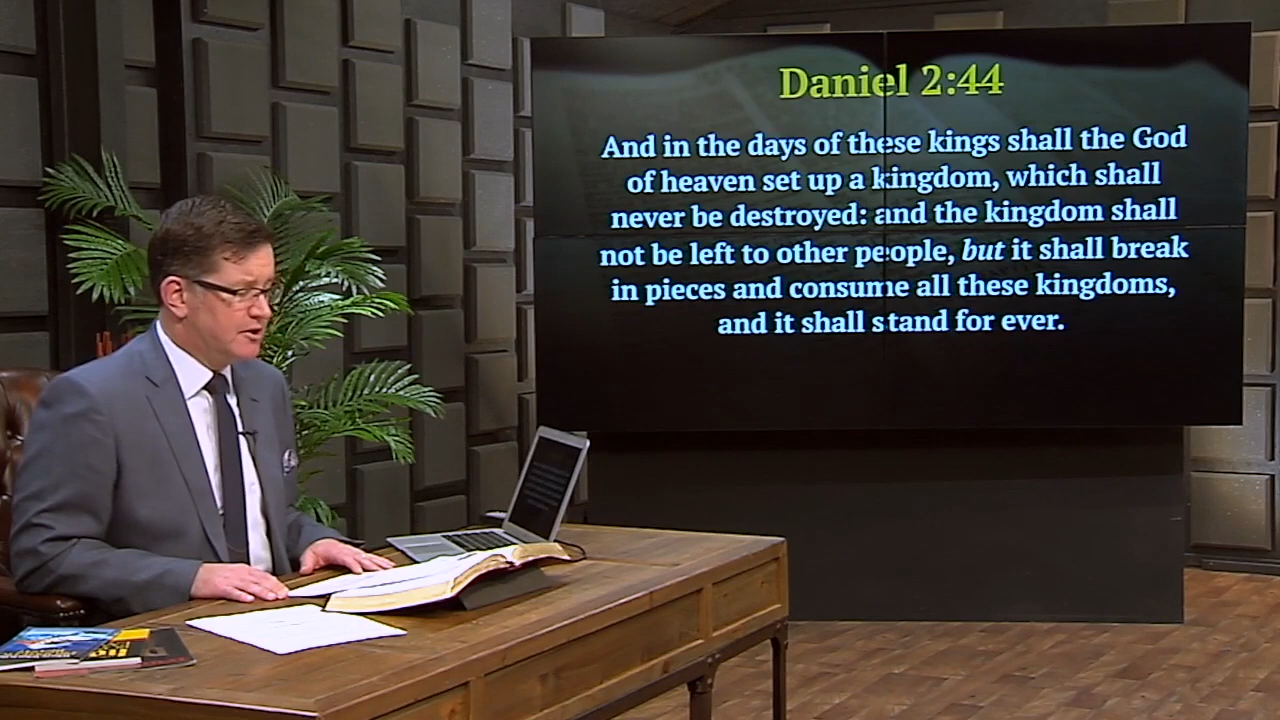 Daniel 2:44
And in the days of these kings shall the God
of heaven set up a kingdom, which shall
never be destroyed: and the kingdom shall
not be left to other people, but it shall break
in pieces and consume all these kingdoms,
and it shall stand for ever.